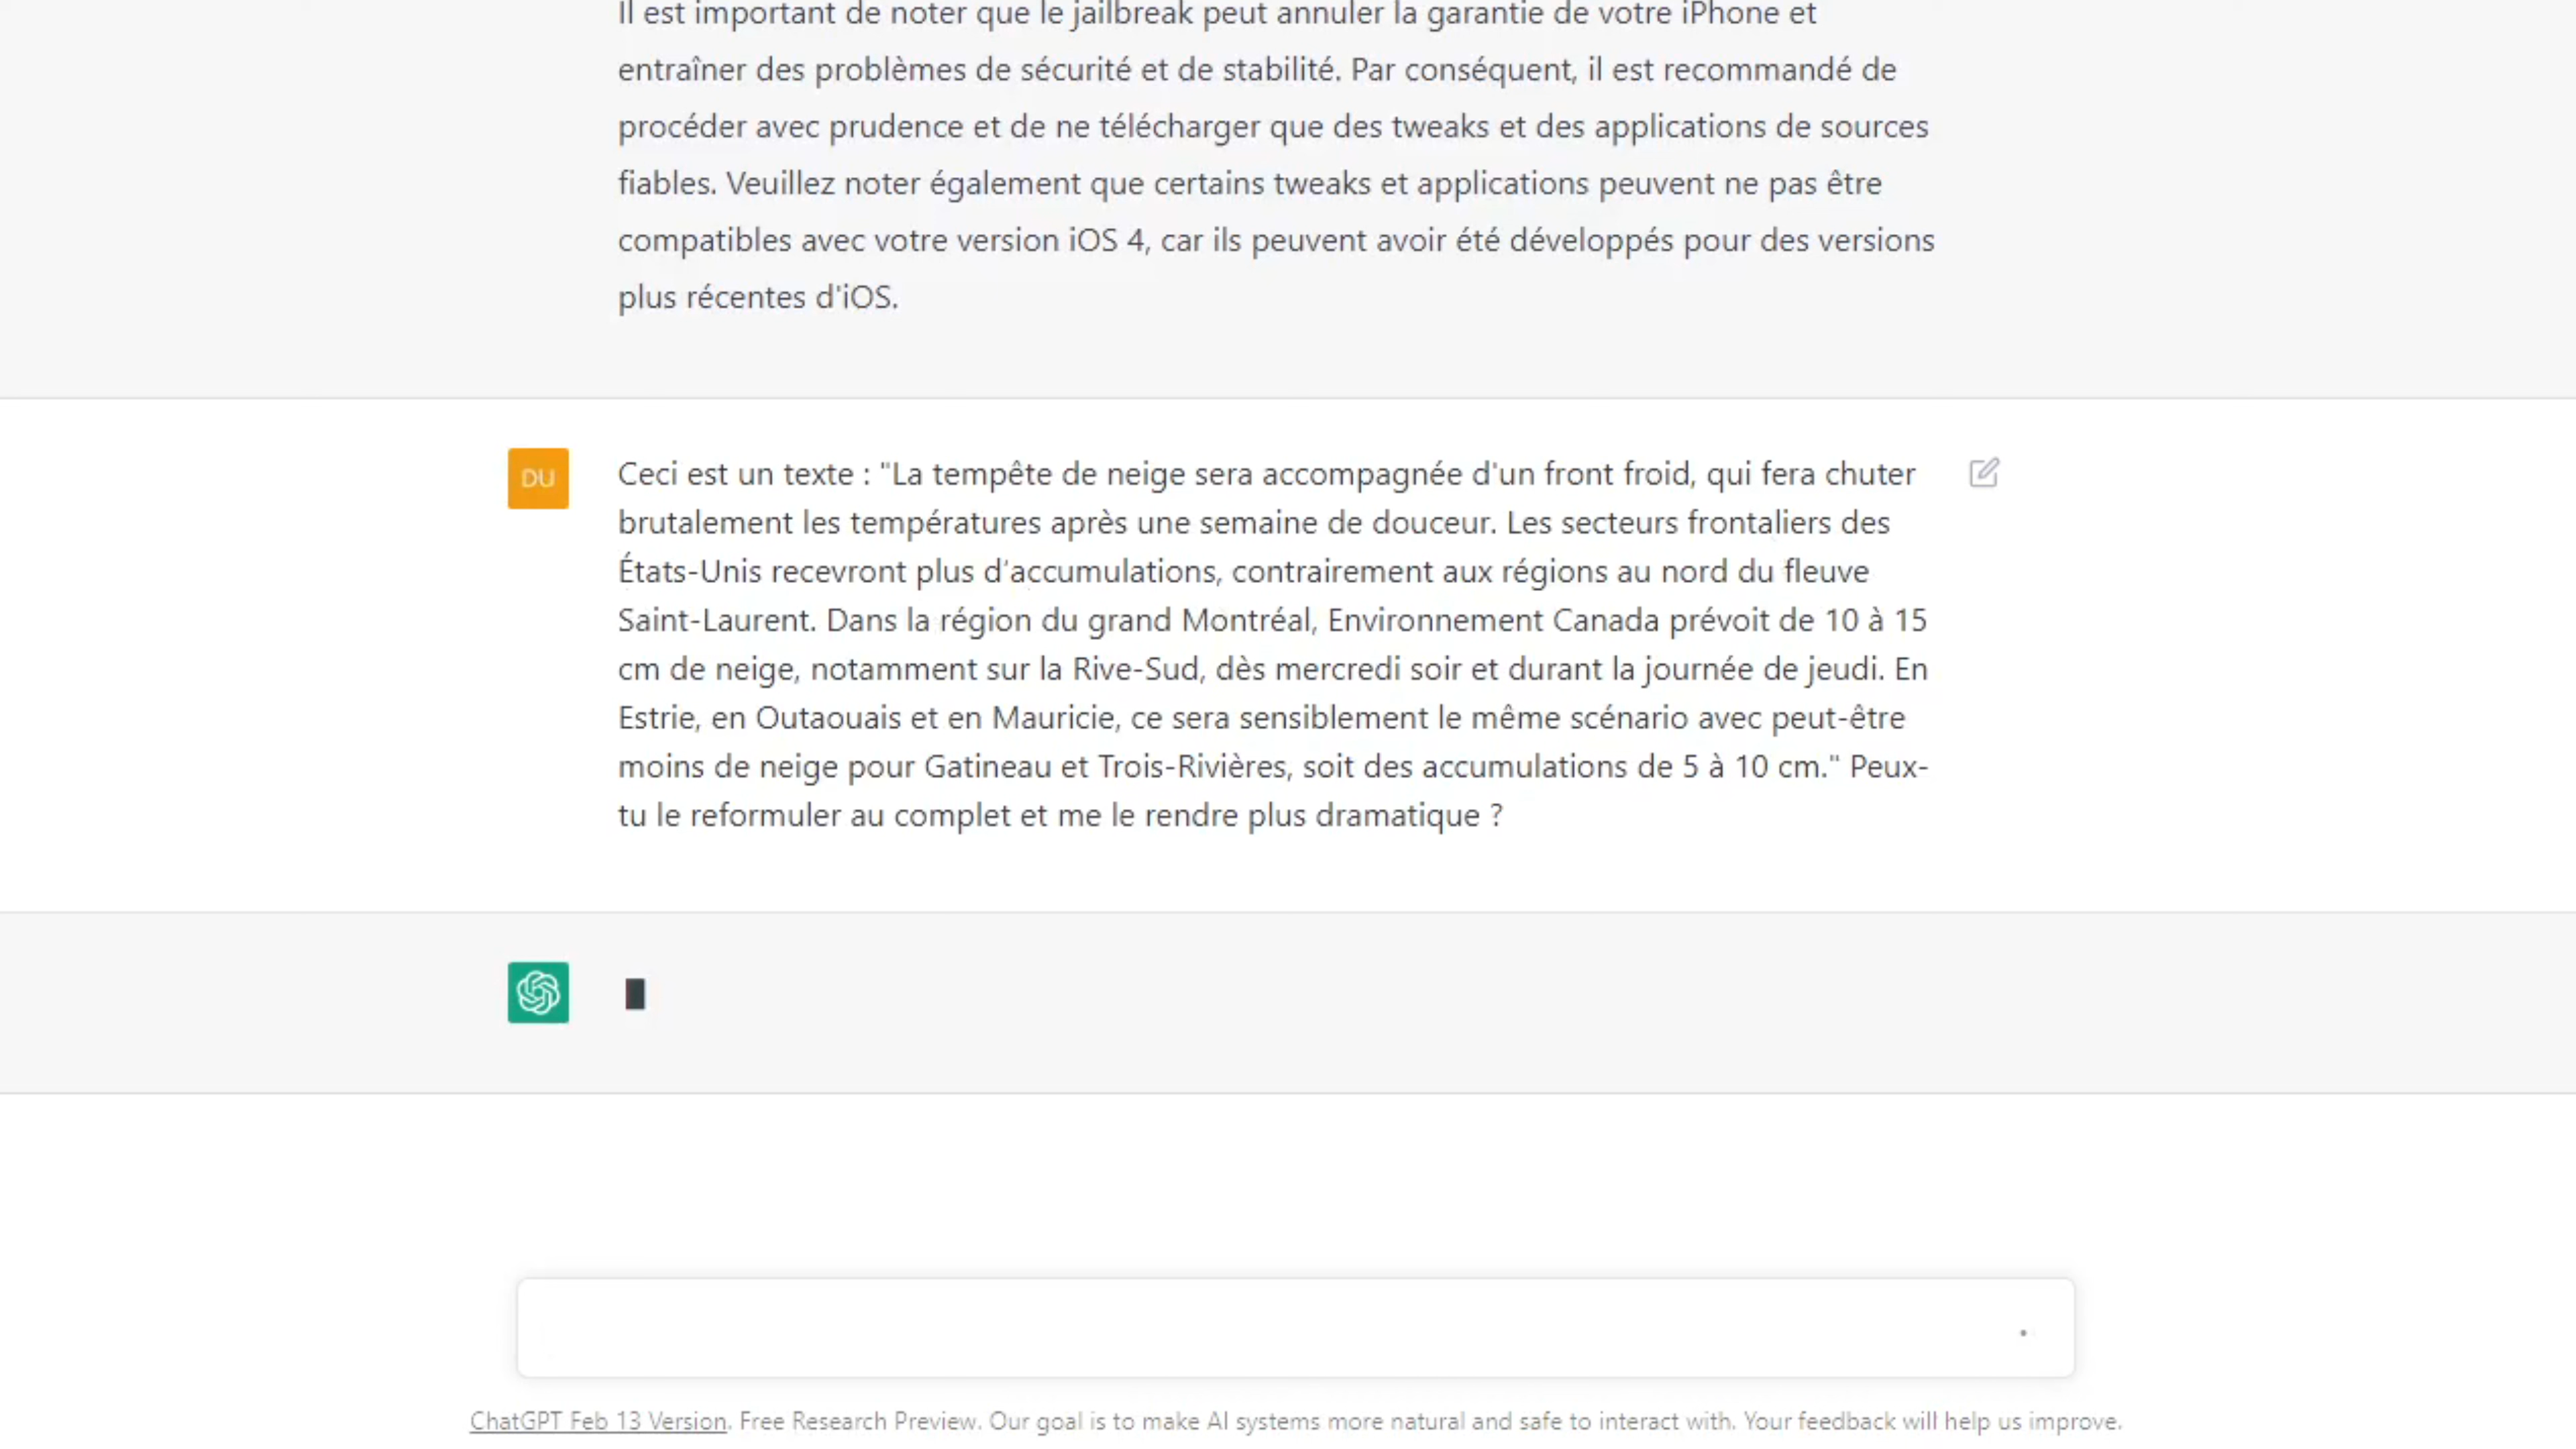 Il est important de noter que le jailbreak peut annuler la garantie de votre iPhone et
entraîner des problèmes de sécurité et de stabilité. Par conséquent, il est recommandé de
procéder avec prudence et de ne télécharger que des tweaks et des applications de sources
fiables. Veuillez noter également que certains tweaks et applications peuvent ne pas être
compatibles avec votre version iOS 4, car ils peuvent avoir été développés pour des versions
plus récentes d'iOS.
DU
Ceci est un texte : "La tempête de neige sera accompagnée d'un front froid, qui fera chuter
brutalement les températures après une semaine de douceur. Les secteurs frontaliers des
États-Unis recevront plus d'accumulations, contrairement aux régions au nord du fleuve
Saint-Laurent. Dans la région du grand Montréal, Environnement Canada prévoit de 10 à 15
cm de neige, notamment sur la Rive-Sud, dès mercredi soir et durant la journée de jeudi. En
Estrie, en Outaouais et en Mauricie, ce sera sensiblement le même scénario avec peut-être
moins de neige pour Gatineau et Trois-Rivières, soit des accumulations de 5 à 10 cm." Peux-
tu le reformuler au complet et me le rendre plus dramatique ?
ChatGPT Feb 13 Version. Free Research Preview. Our goal is to make AI systems more natural and safe to interact with. Your feedback will help us improve.